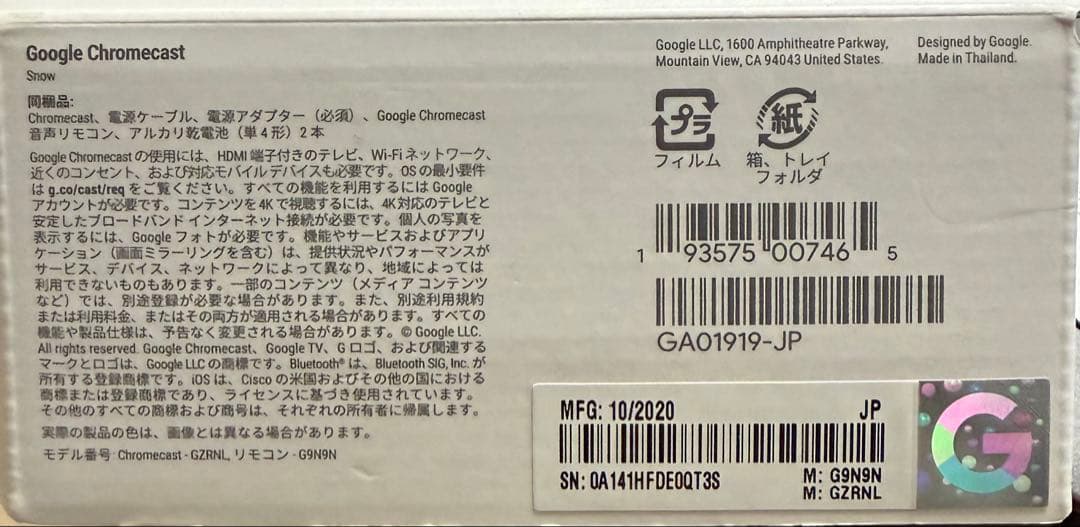 Google Chromecast
Snow
同梱品:
Chromecast、電源ケーブル、電源アダプター（必須）、Google Chromecast
音声リモコン、アルカリ乾電池（単4形）2本
Google Chromecast の使用には、HDMI 端子付きのテレビ、Wi-Fi ネットワーク、
近くのコンセント、および対応モバイルデバイスも必要です。OSの最小要件
は g.co/cast/req をご覧ください。すべての機能を利用するには Google
アカウントが必要です。コンテンツを4Kで視聴するには、4K対応のテレビと
安定したブロードバンド インターネット接続が必要です。個人の写真を
表示するには、Google フォトが必要です。機能やサービスおよびアプリ
ケーション（画面ミラーリングを含む）は、提供状況やパフォーマンスが
サービス、デバイス、ネットワークによって異なり、地域によっては
利用できないものもあります。一部のコンテンツ（メディア コンテンツ
など）では、別途登録が必要な場合があります。また、別途利用規約
または利用料金、またはその両方が適用される場合があります。すべての
機能や製品仕様は、予告なく変更される場合があります。© Google LLC.
All rights reserved. Google Chromecast、Google TV、G ロゴ、および関連する
マークとロゴは、Google LLC の商標です。Bluetooth® は、Bluetooth SIG, Inc. が
所有する登録商標です。iOS は、Cisco の米国およびその他の国における
商標または登録商標であり、ライセンスに基づき使用されています。
その他のすべての商標および商号は、それぞれの所有者に帰属します。
実際の製品の色は、画像とは異なる場合があります。
モデル番号: Chromecast - GZRNL, リモコン - G9N9N
Google LLC, 1600 Amphitheatre Parkway,
Mountain View, CA 94043 United States.
Designed by Google.
Made in Thailand.
プラ
フィルム
紙
箱、トレイ
フォルダ
1 93575 00746 5
GA01919-JP
MFG: 10/2020 JP
SN: 0A141HFDE0QT3S
M: G9N9N
M: GZRNL
G